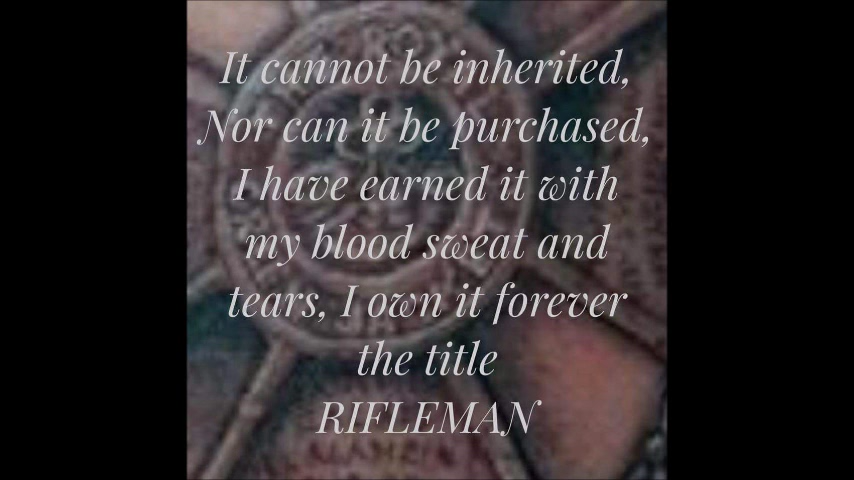 It cannot be inherited,
Nor can it be purchased,
I have earned it with
my blood sweat and
tears, I own it forever
the title
RIFLEMAN